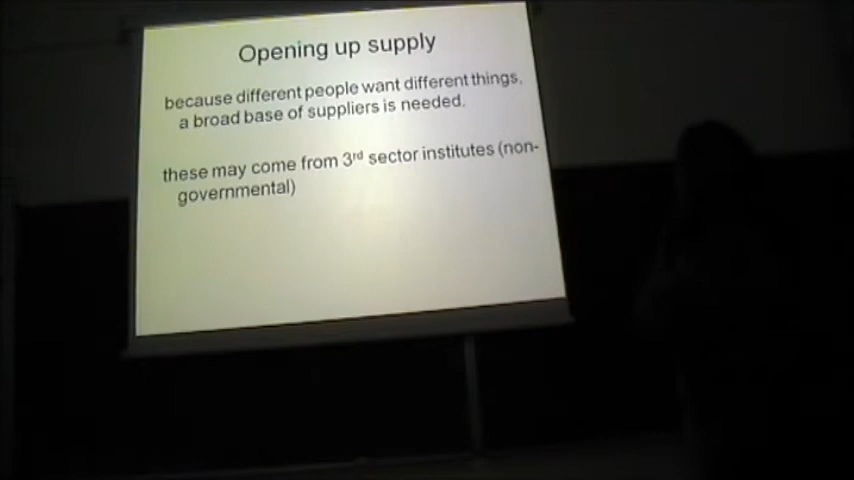 Opening up supply
because different people want different things,
a broad base of suppliers is needed.
these may come from 3rd sector institutes (non-
governmental)